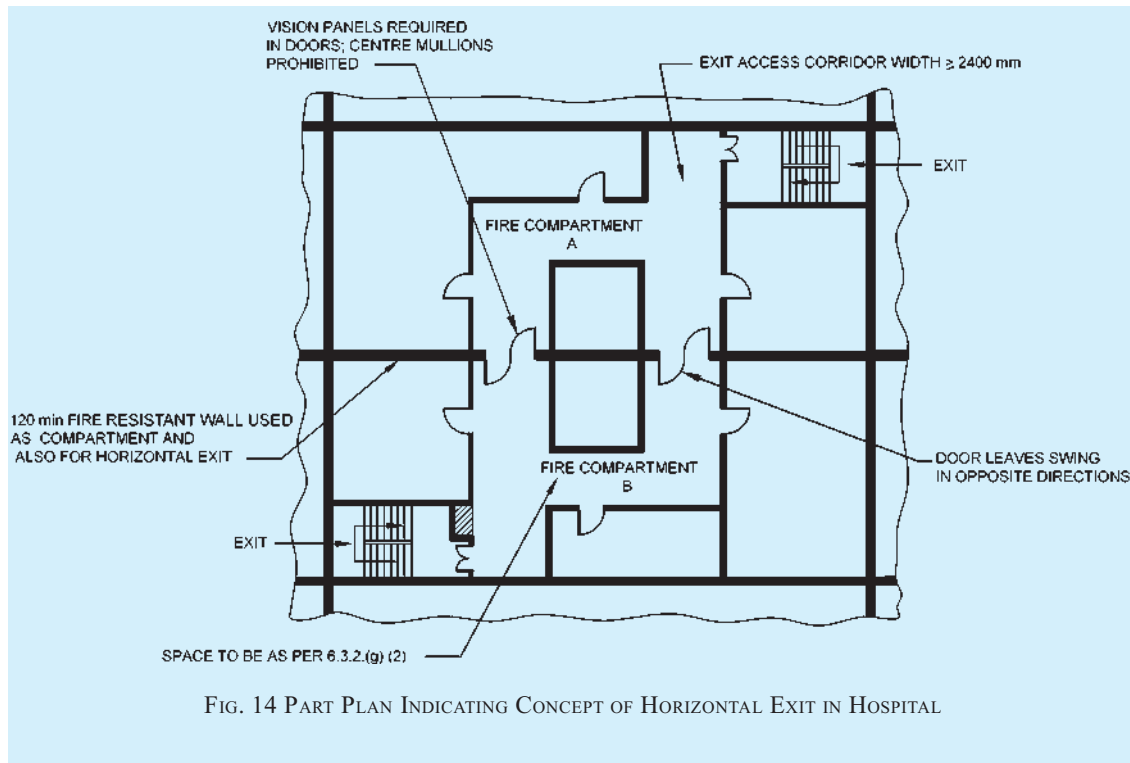 VISION PANELS REQUIRED
IN DOORS; CENTRE MULLIONS
PROHIBITED
EXIT ACCESS CORRIDOR WIDTH ≥ 2400 mm
EXIT
FIRE COMPARTMENT
A
120 min FIRE RESISTANT WALL USED
AS COMPARTMENT AND
ALSO FOR HORIZONTAL EXIT
FIRE COMPARTMENT
B
DOOR LEAVES SWING
IN OPPOSITE DIRECTIONS
EXIT
SPACE TO BE AS PER 6.3.2.(g) (2)
FIG. 14 PART PLAN INDICATING CONCEPT OF HORIZONTAL EXIT IN HOSPITAL